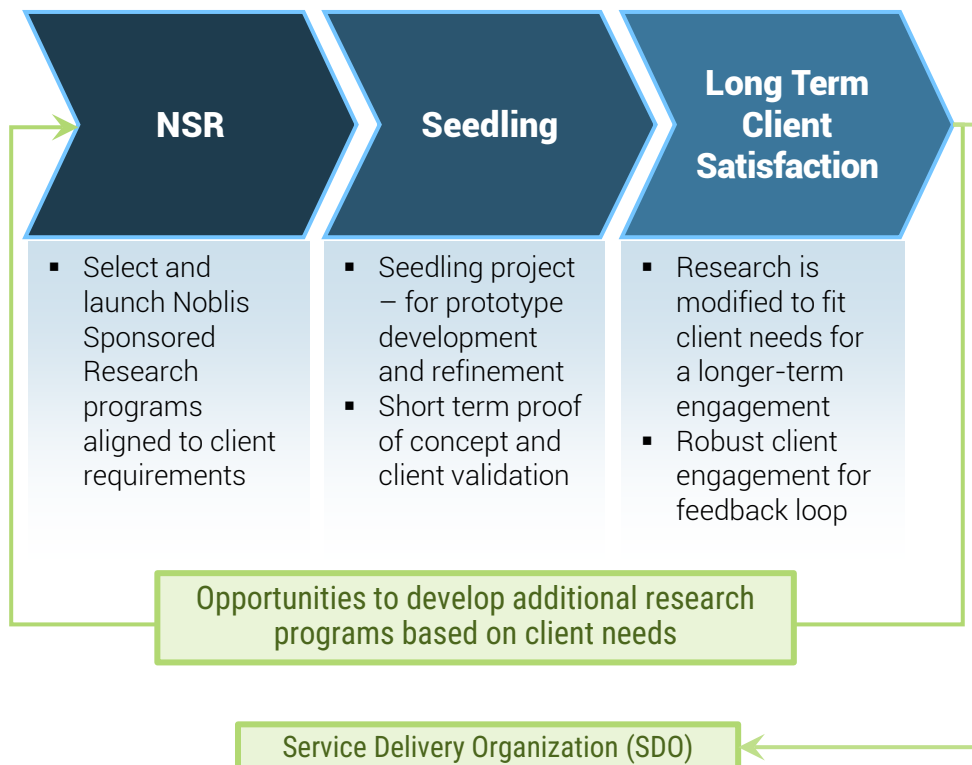 NSR
Seedling
Long Term
Client
Satisfaction
▪ Select and
launch Noblis
Sponsored
Research
programs
aligned to client
requirements
▪ Seedling project
– for prototype
development
and refinement
▪ Short term proof
of concept and
client validation
▪ Research is
modified to fit
client needs for
a longer-term
engagement
▪ Robust client
engagement for
feedback loop
Opportunities to develop additional research
programs based on client needs
Service Delivery Organization (SDO)